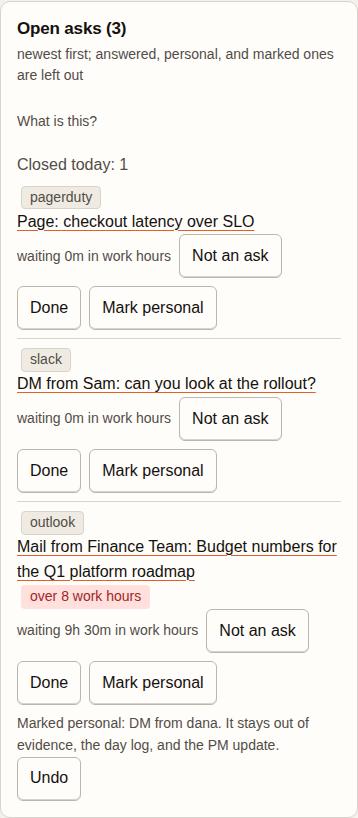 Open asks (3)
newest first; answered, personal, and marked ones
are left out
What is this?
Closed today: 1
pagerduty
Page: checkout latency over SLO
waiting 0m in work hours Not an ask
Done Mark personal
slack
DM from Sam: can you look at the rollout?
waiting 0m in work hours Not an ask
Done Mark personal
outlook
Mail from Finance Team: Budget numbers for
the Q1 platform roadmap
over 8 work hours
waiting 9h 30m in work hours Not an ask
Done Mark personal
Marked personal: DM from dana. It stays out of
evidence, the day log, and the PM update.
Undo